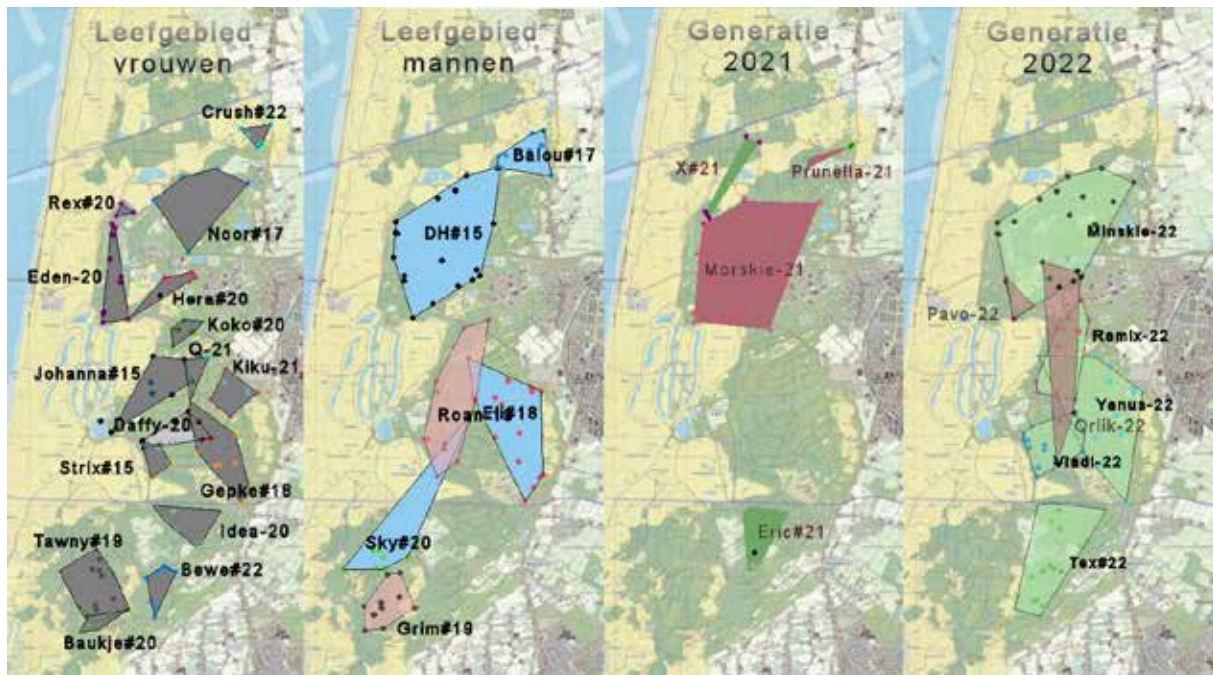 Leefgebied
vrouwen
Crush#22
Rex#20
Noor#17
Eden-20
Hera#20
Koko#20
Q-21
Johanna#15
Kiku-21
Daffy-20
Strix#15
Gepke#18
Idea-20
Tawny#19
Bewe#22
Baukje#20
Leefgebied
mannen
Balou#17
DH#15
Eli#18
Sky#20
Grim#19
Generatie
2021
X#21
Prunella-21
Morskie-21
Eric#21
Generatie
2022
Minskie-22
Pavo-22
Remix-22
Yanus-22
Orlik-22
Vladi-22
Tex#22